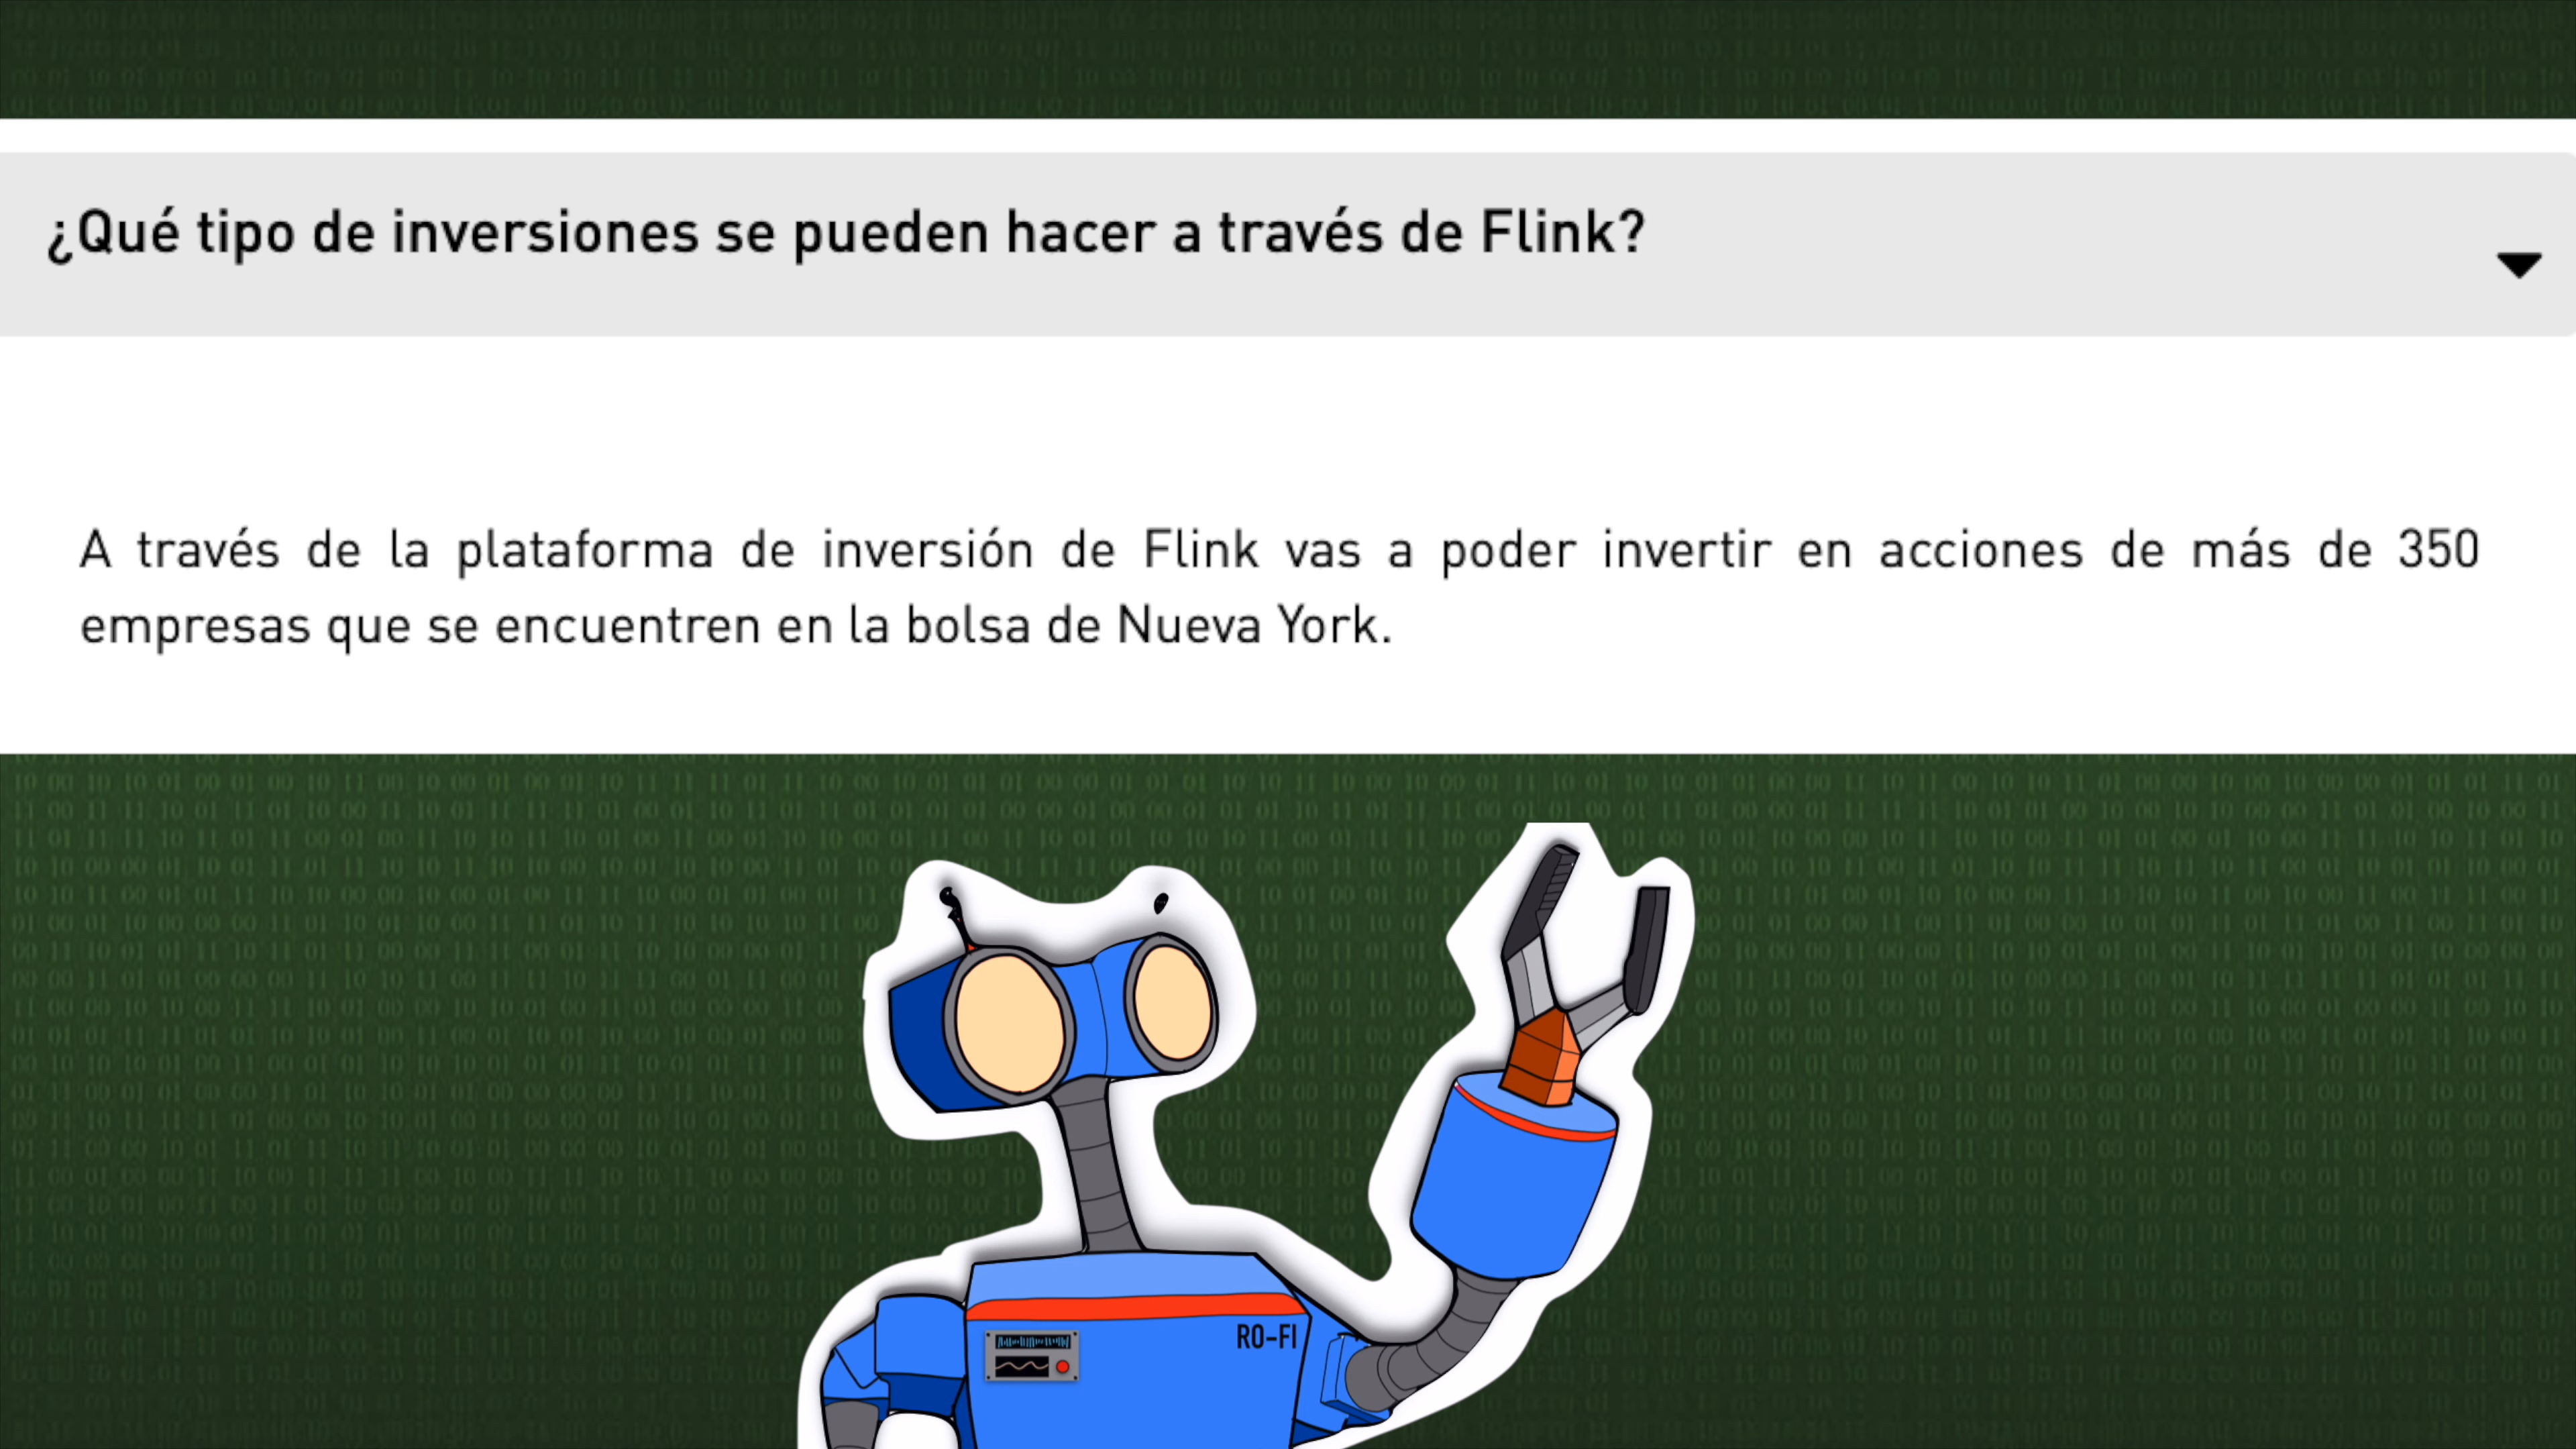 ¿Qué tipo de inversiones se pueden hacer a través de Flink?
A través de la plataforma de inversión de Flink vas a poder invertir en acciones de más de 350
empresas que se encuentren en la bolsa de Nueva York.
RO-FI